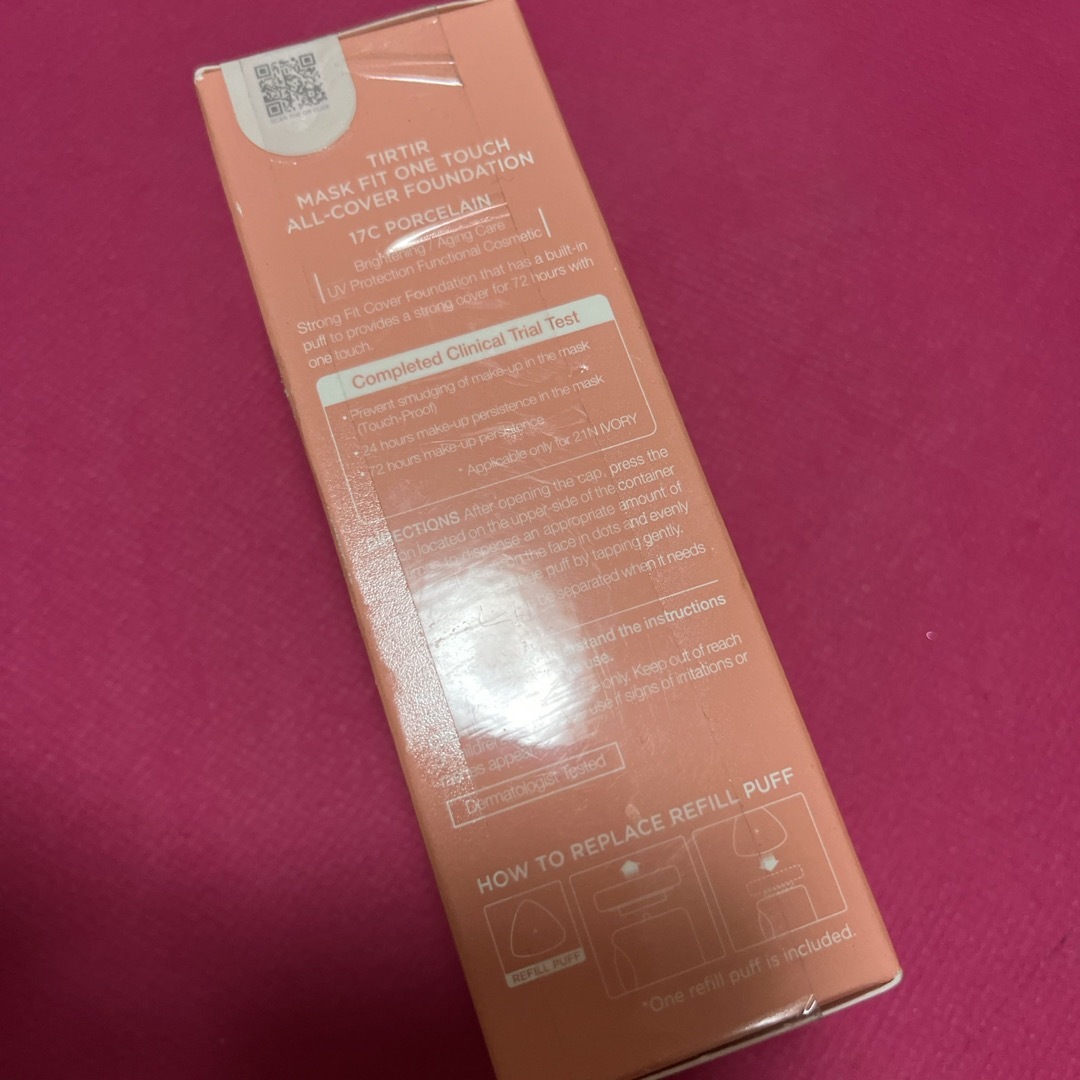 SCAN THE QR CODE
TIRTIR
MASK FIT ONE TOUCH
ALL-COVER FOUNDATION
17C PORCELAIN
Brightening / Aging Care
UV Protection Functional Cosmetic
Strong Fit Cover Foundation that has a built-in
puff to provides a strong cover for 72 hours with
one touch.
Completed Clinical Trial Test
• Prevent smudging of make-up in the mask
(Touch-Proof)
• 24 hours make-up persistence in the mask
• 72 hours make-up persistence
* Applicable only for 21N IVORY
DIRECTIONS After opening the cap, press the
located on the upper-side of the container
dispense an appropriate amount of
on the face in dots and evenly
puff by tapping gently.
be separated when it needs
the instructions
use.
only. Keep out of reach
use if signs of irritations or
Dermatologist Tested
HOW TO REPLACE REFILL PUFF
REFILL PUFF
*One refill puff is included.